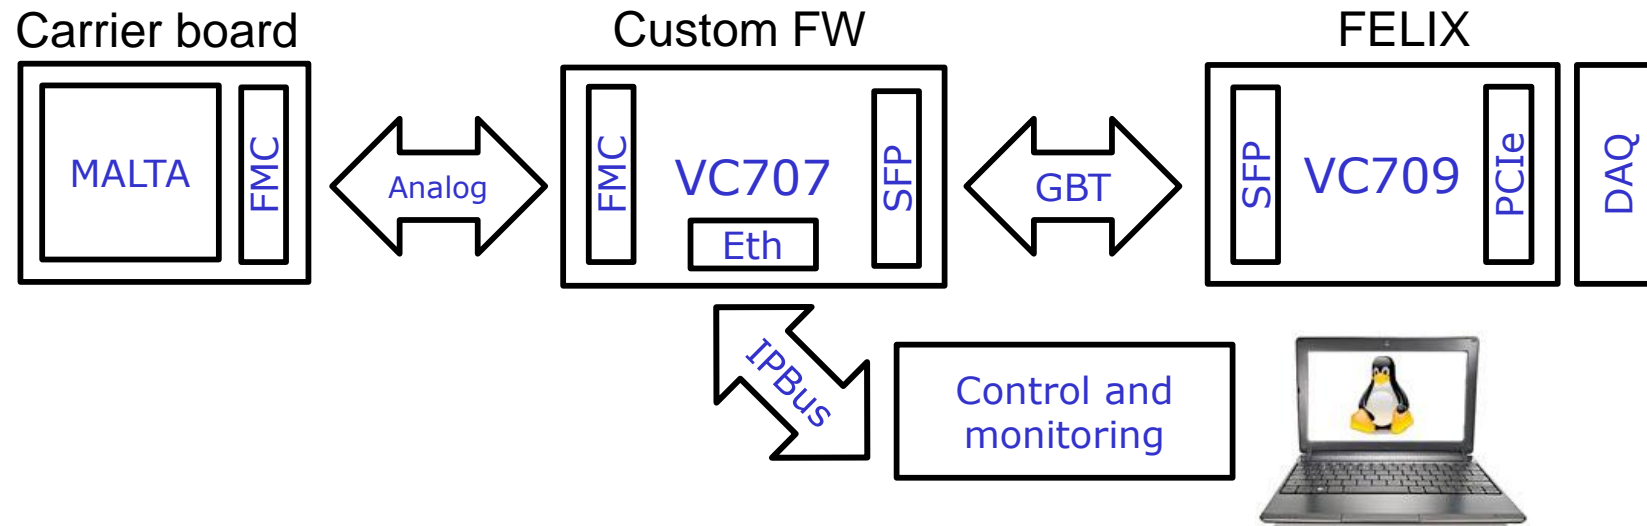 Carrier board
Custom FW
FELIX
MALTA
FMC
Analog
FMC
VC707
SFP
Eth
GBT
SFP
VC709
PCIe
DAQ
IPBus
Control and
monitoring